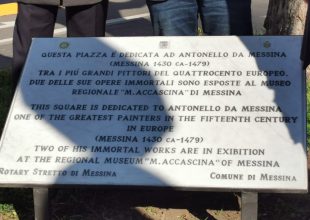 QUESTA PIAZZA È DEDICATA AD ANTONELLO DA MESSINA
(MESSINA 1430 CA-1479)
TRA I PIÙ GRANDI PITTORI DEL QUATTROCENTO EUROPEO.
DUE DELLE SUE OPERE IMMORTALI SONO ESPOSTE AL MUSEO
REGIONALE "M.ACCASCINA" DI MESSINA
THIS SQUARE IS DEDICATED TO ANTONELLO DA MESSINA
ONE OF THE GREATEST PAINTERS IN THE FIFTEENTH CENTURY
IN EUROPE
(MESSINA 1430 CA-1479)
TWO OF HIS IMMORTAL WORKS ARE IN EXIBITION
AT THE REGIONAL MUSEUM "M.ACCASCINA" OF MESSINA
ROTARY STRETTO DI MESSINA COMUNE DI MESSINA